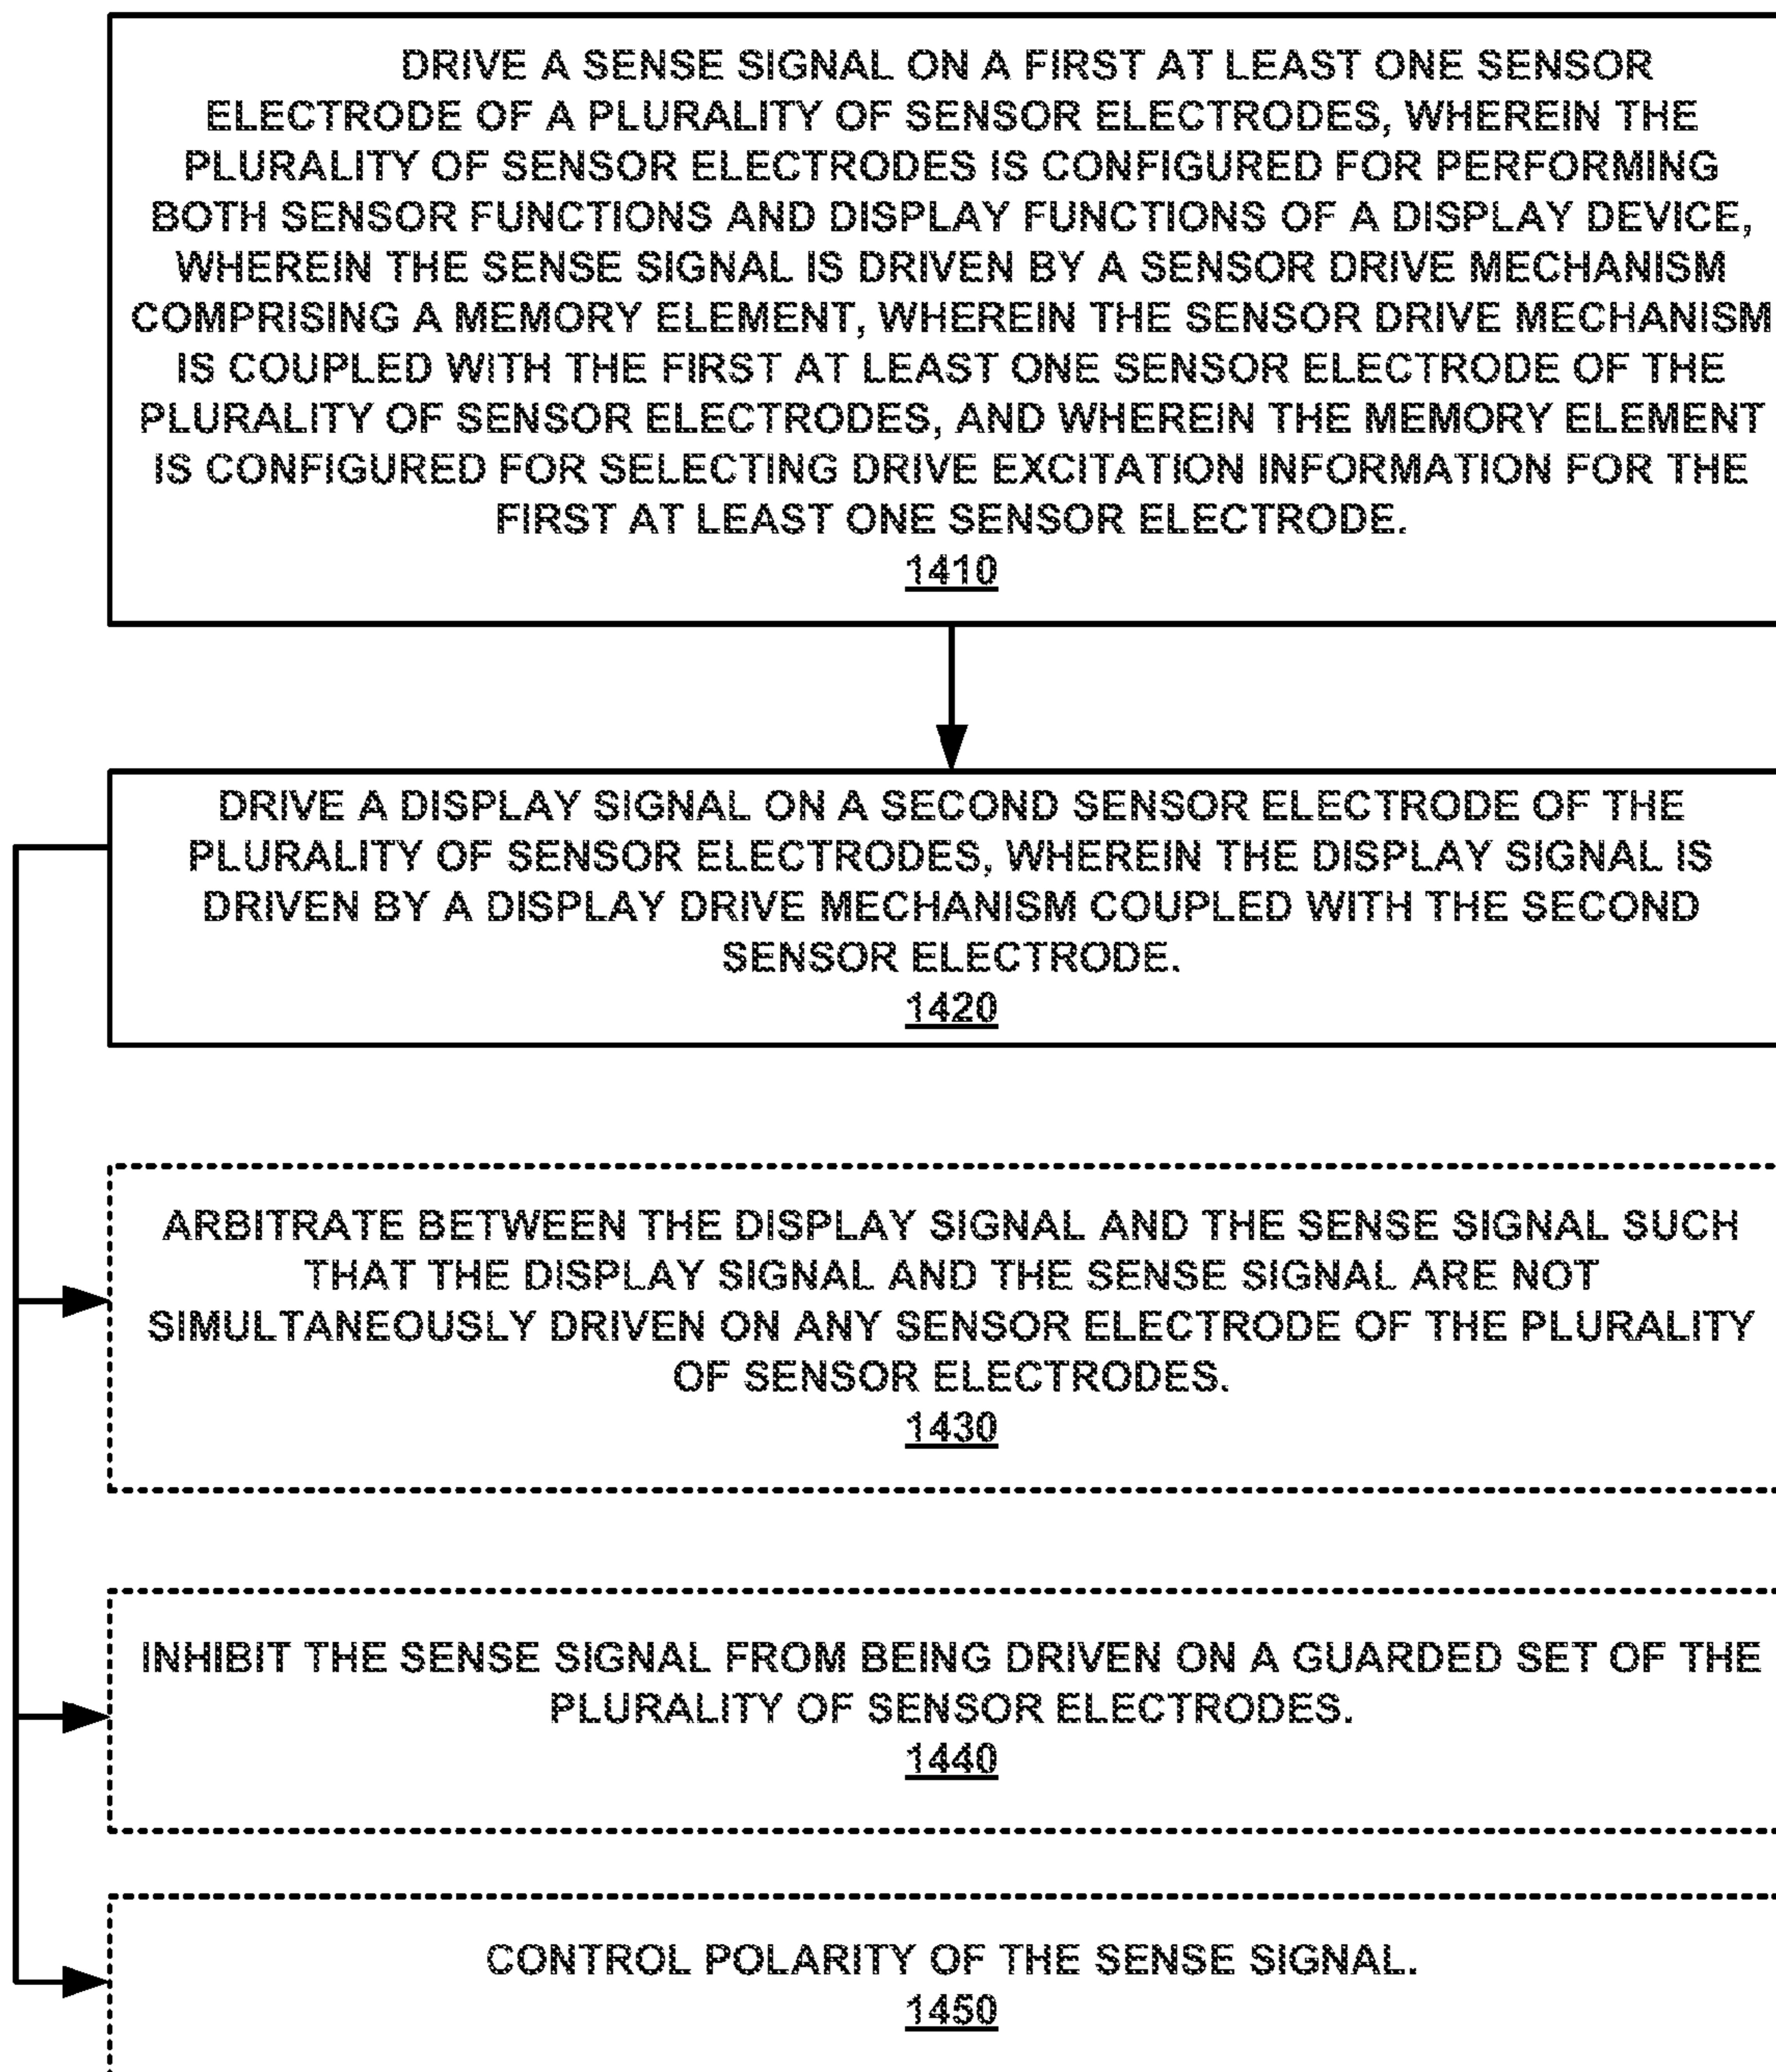 DRIVE A SENSE SIGNAL ON A FIRST AT LEAST ONE SENSOR
ELECTRODE OF A PLURALITY OF SENSOR ELECTRODES, WHEREIN THE
PLURALITY OF SENSOR ELECTRODES IS CONFIGURED FOR PERFORMING
BOTH SENSOR FUNCTIONS AND DISPLAY FUNCTIONS OF A DISPLAY DEVICE,
WHEREIN THE SENSE SIGNAL IS DRIVEN BY A SENSOR DRIVE MECHANISM
COMPRISING A MEMORY ELEMENT, WHEREIN THE SENSOR DRIVE MECHANISM
IS COUPLED WITH THE FIRST AT LEAST ONE SENSOR ELECTRODE OF THE
PLURALITY OF SENSOR ELECTRODES, AND WHEREIN THE MEMORY ELEMENT
IS CONFIGURED FOR SELECTING DRIVE EXCITATION INFORMATION FOR THE
FIRST AT LEAST ONE SENSOR ELECTRODE.
1410
DRIVE A DISPLAY SIGNAL ON A SECOND SENSOR ELECTRODE OF THE
PLURALITY OF SENSOR ELECTRODES, WHEREIN THE DISPLAY SIGNAL IS
DRIVEN BY A DISPLAY DRIVE MECHANISM COUPLED WITH THE SECOND
SENSOR ELECTRODE.
1420
ARBITRATE BETWEEN THE DISPLAY SIGNAL AND THE SENSE SIGNAL SUCH
THAT THE DISPLAY SIGNAL AND THE SENSE SIGNAL ARE NOT
SIMULTANEOUSLY DRIVEN ON ANY SENSOR ELECTRODE OF THE PLURALITY
OF SENSOR ELECTRODES.
1430
INHIBIT THE SENSE SIGNAL FROM BEING DRIVEN ON A GUARDED SET OF THE
PLURALITY OF SENSOR ELECTRODES.
1440
CONTROL POLARITY OF THE SENSE SIGNAL.
1450